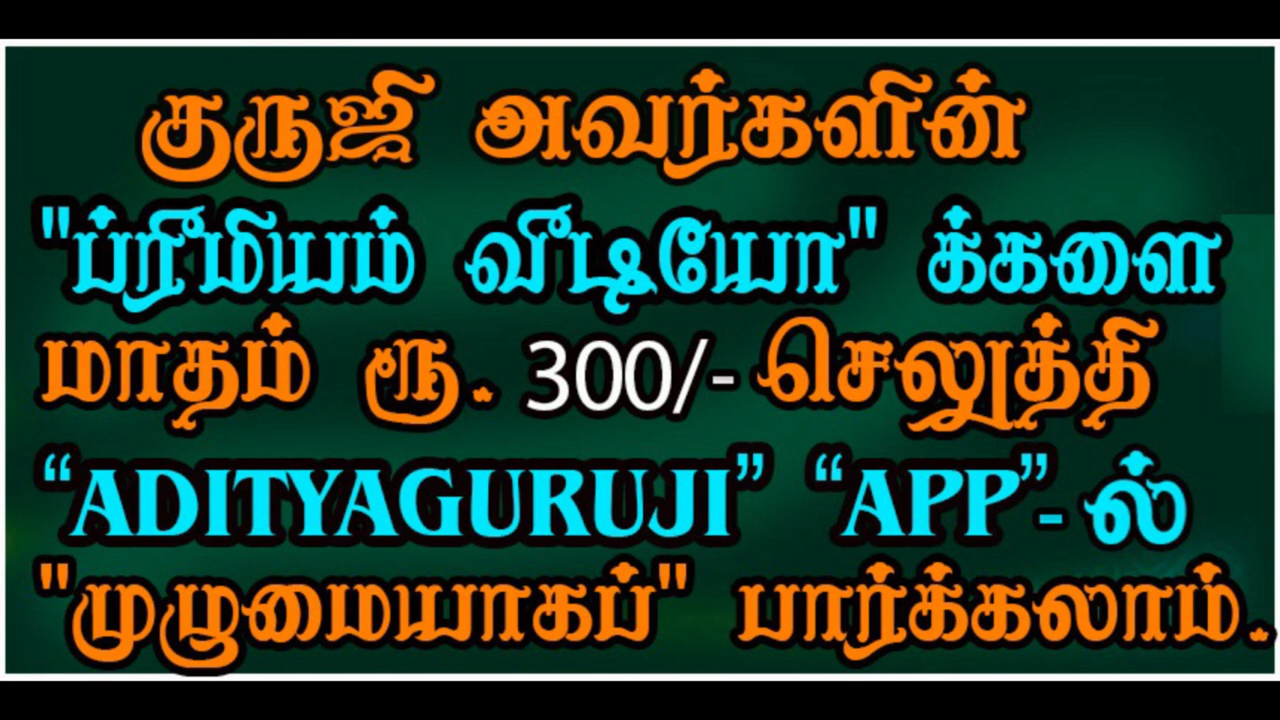 குருஜி அவர்களின்
"ப்ரீமியம் வீடியோ" க்களை
மாதம் ரூ. 300/- செலுத்தி
“ADITYAGURUJI” “APP”- ல்
"முழுமையாகப்" பார்க்கலாம்.